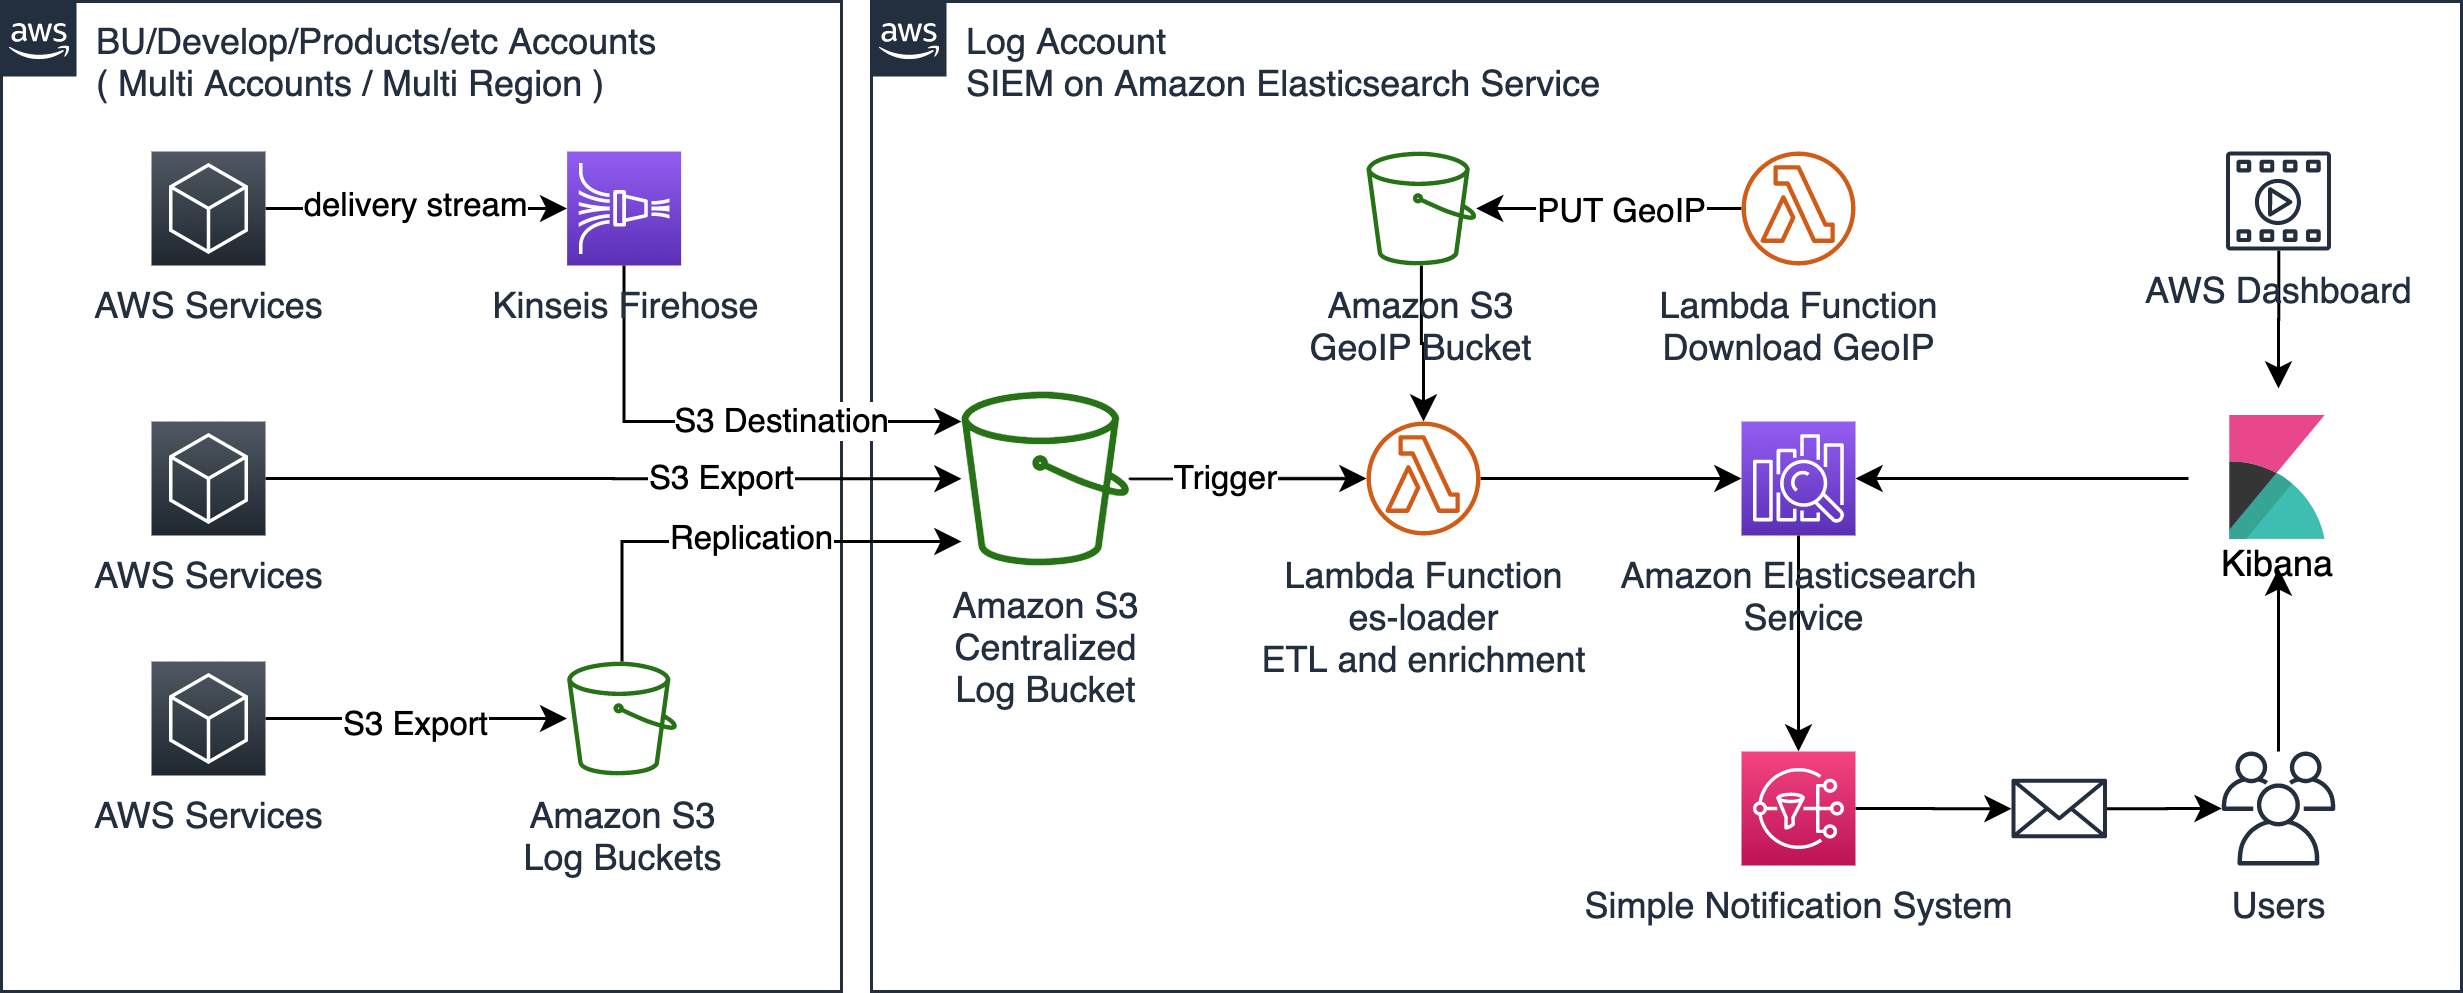 aws
BU/Develop/Products/etc Accounts
( Multi Accounts / Multi Region )
delivery stream
AWS Services
Kinseis Firehose
S3 Destination
S3 Export
AWS Services
Replication
S3 Export
AWS Services
Amazon S3
Log Buckets
aws
Log Account
SIEM on Amazon Elasticsearch Service
PUT GeoIP
Amazon S3
GeoIP Bucket
Lambda Function
Download GeoIP
AWS Dashboard
Amazon S3
Centralized
Log Bucket
Trigger
Lambda Function
es-loader
ETL and enrichment
Amazon Elasticsearch
Service
Kibana
Simple Notification System
Users